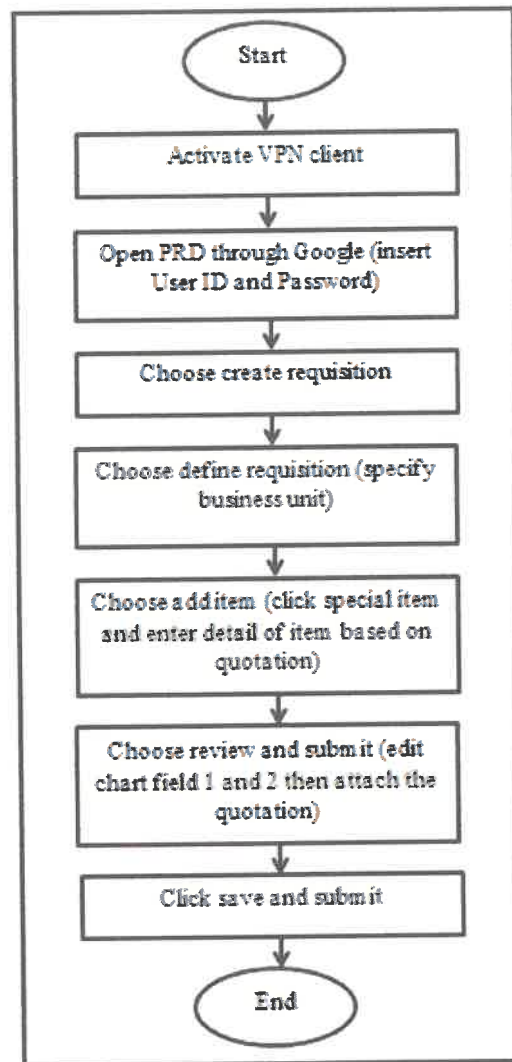 Start
Activate VPN client
Open PRD through Google (insert
User ID and Password)
Choose create requisition
Choose define requisition (specify
business unit)
Choose add item (click special item
and enter detail of item based on
quotation)
Choose review and submit (edit
chart field 1 and 2 then attach the
quotation)
Click save and submit
End